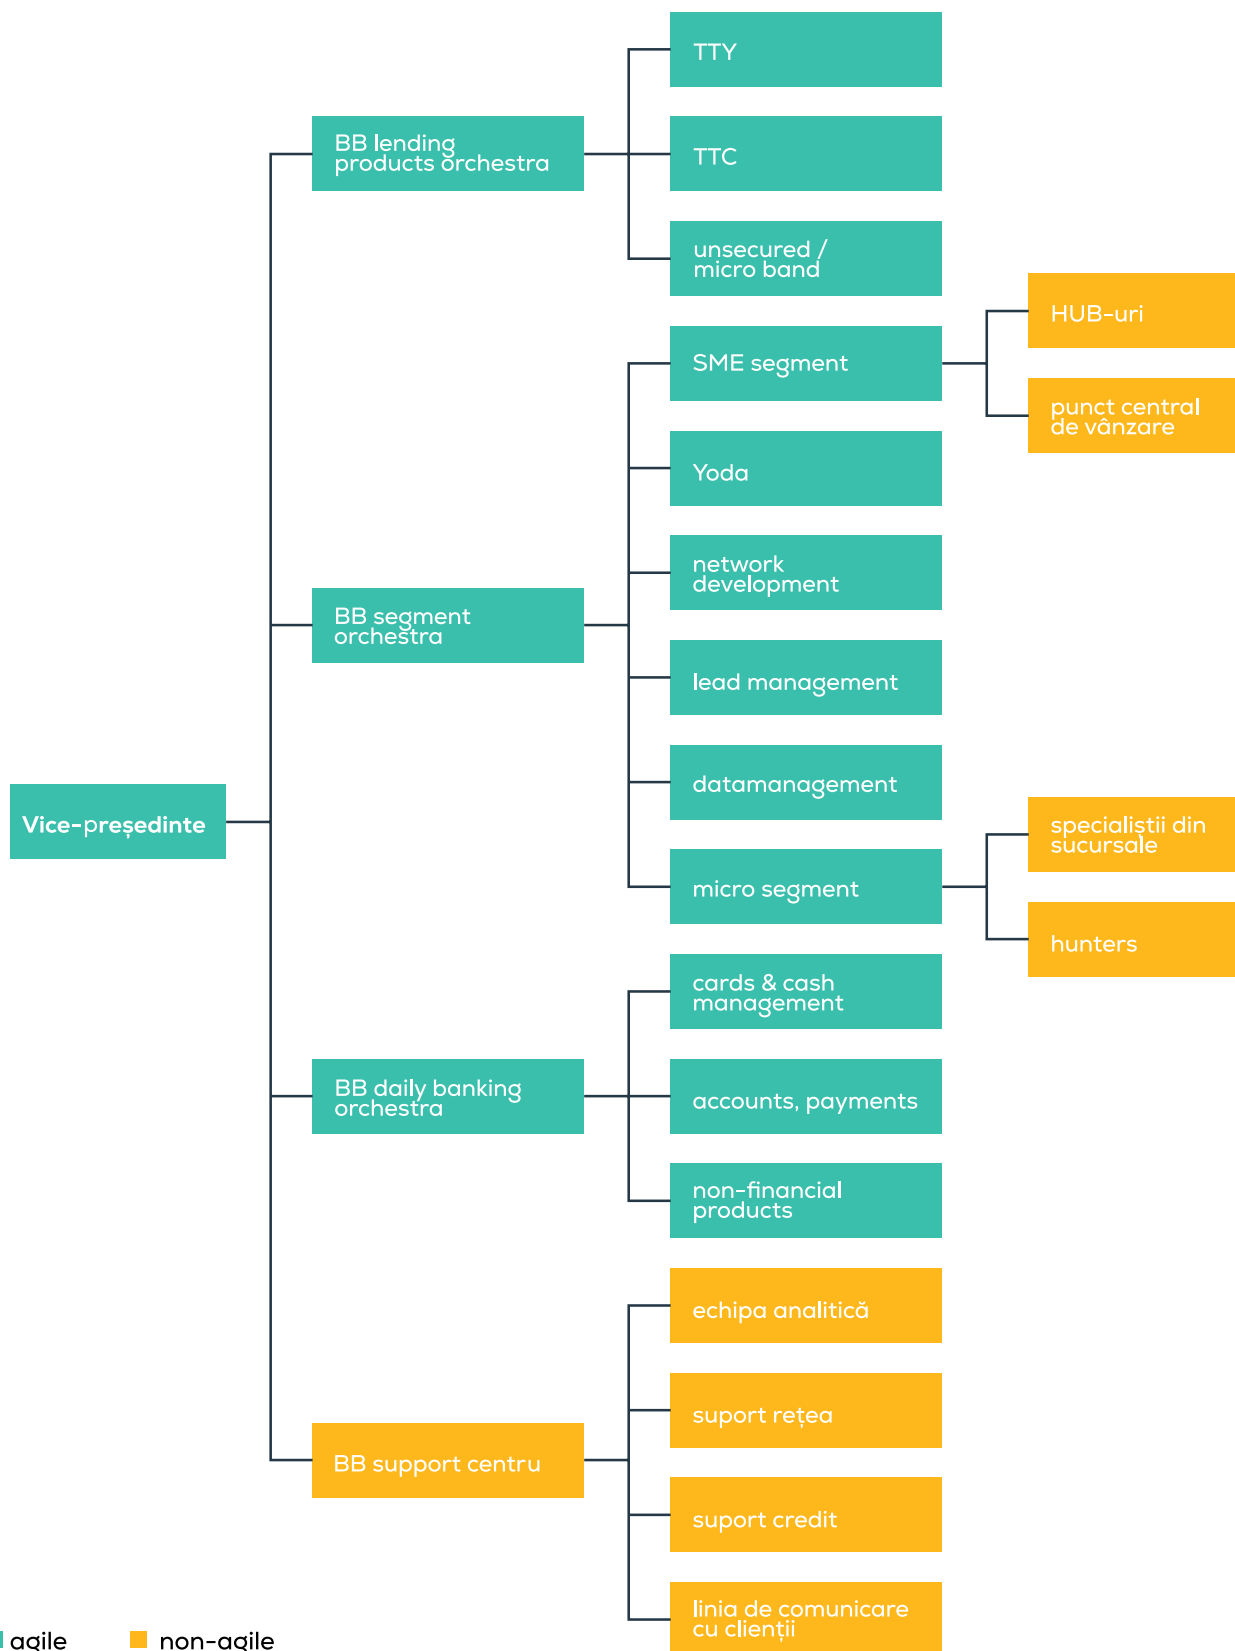 TTY
BB lending
products orchestra
TTC
unsecured /
micro band
HUB-uri
SME segment
punct central
de vânzare
Yoda
network
development
BB segment
orchestra
lead management
datamanagement
Vice-președinte
specialiștii din
sucursale
micro segment
hunters
cards & cash
management
BB daily banking
orchestra
accounts, payments
non-financial
products
echipa analitică
suport rețea
BB support centru
suport credit
linia de comunicare
cu clienții
agile
non-agile